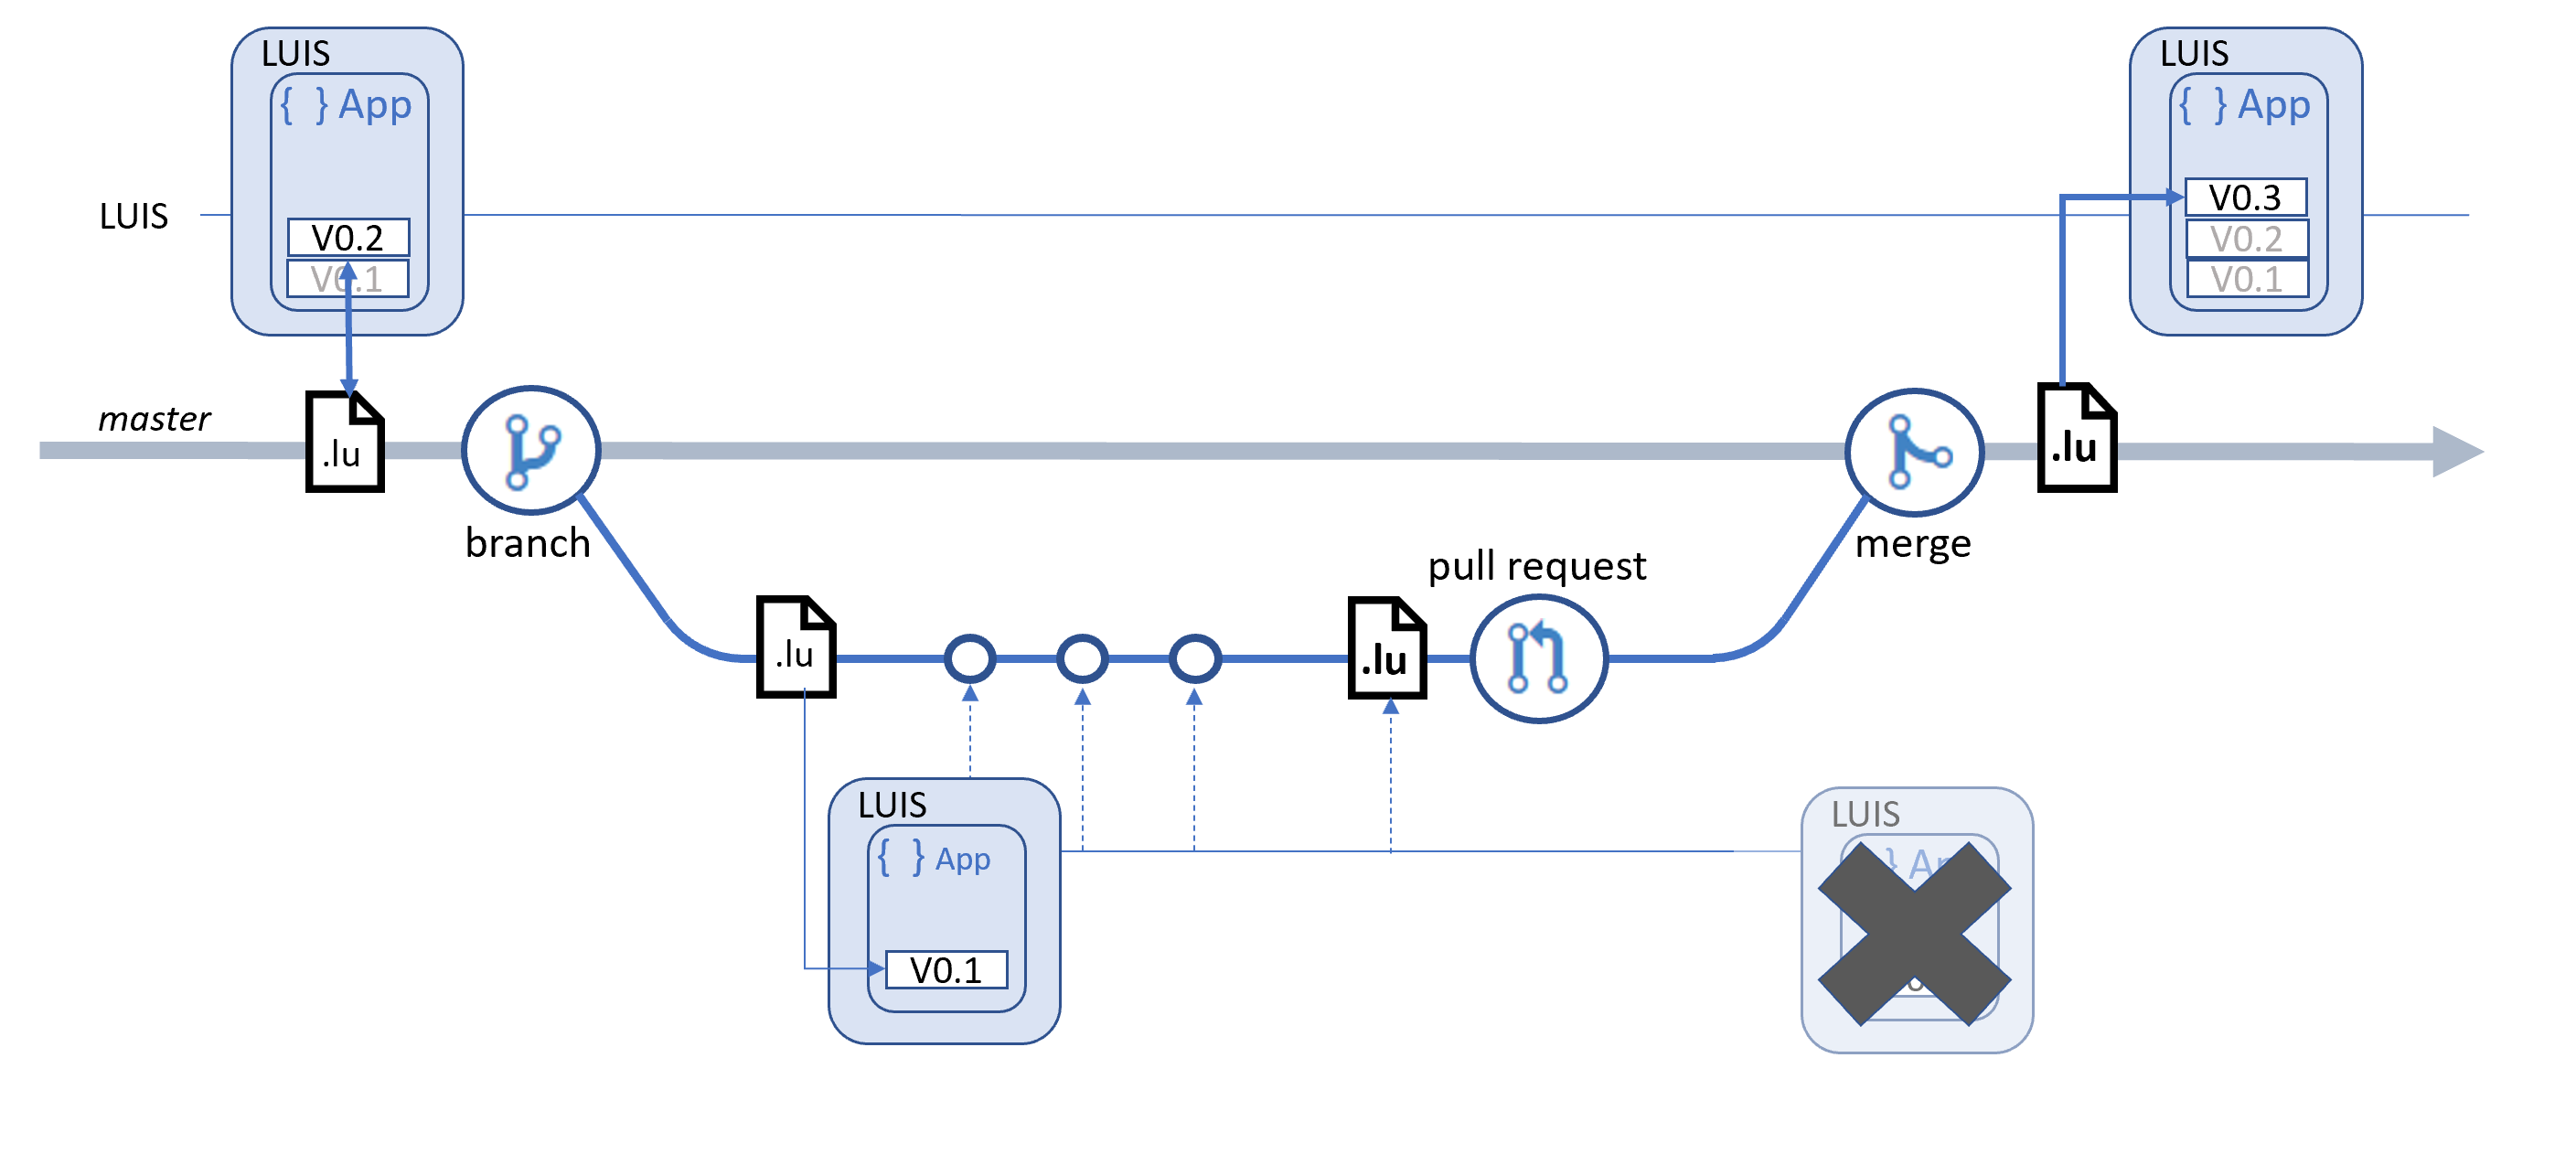 LUIS
{ } App
V0.2
V0.1
LUIS
{ } App
V0.3
V0.2
V0.1
LUIS
master
.lu
branch
merge
.lu
.lu
.lu
pull request
LUIS
{ } App
V0.1
LUIS